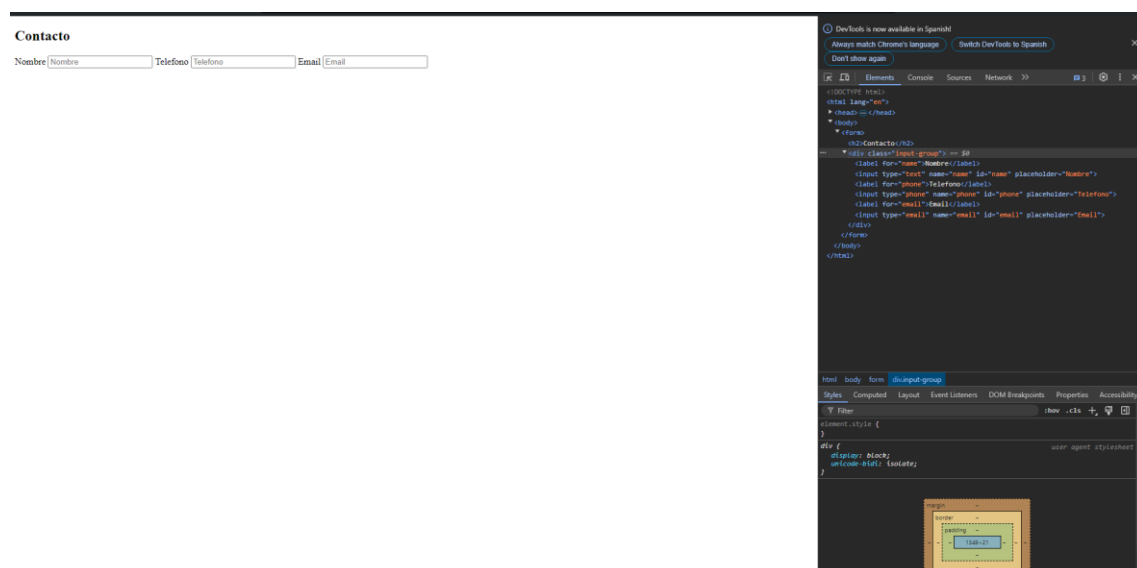 Contacto
Nombre Nombre Telefono Telefono Email Email
DevTools is now available in Spanish!
Always match Chrome's language Switch DevTools to Spanish
Don't show again
Elements Console Sources Network 3
<!DOCTYPE html>
<html lang="en">
<head> </head>
<body>
<form>
<h2>Contacto</h2>
<div class="input-group"> == $0
<label for="name">Nombre</label>
<input type="text" name="name" id="name" placeholder="Nombre">
<label for="phone">Telefono</label>
<input type="phone" name="phone" id="phone" placeholder="Telefono">
<label for="email">Email</label>
<input type="email" name="email" id="email" placeholder="Email">
</div>
</form>
</body>
</html>
html body form div.input-group
Styles Computed Layout Event Listeners DOM Breakpoints Properties Accessibility
Filter :hov .cls
element.style {
}
div { user agent stylesheet
display: block;
unicode-bidi: isolate;
}
margin -
border -
padding -